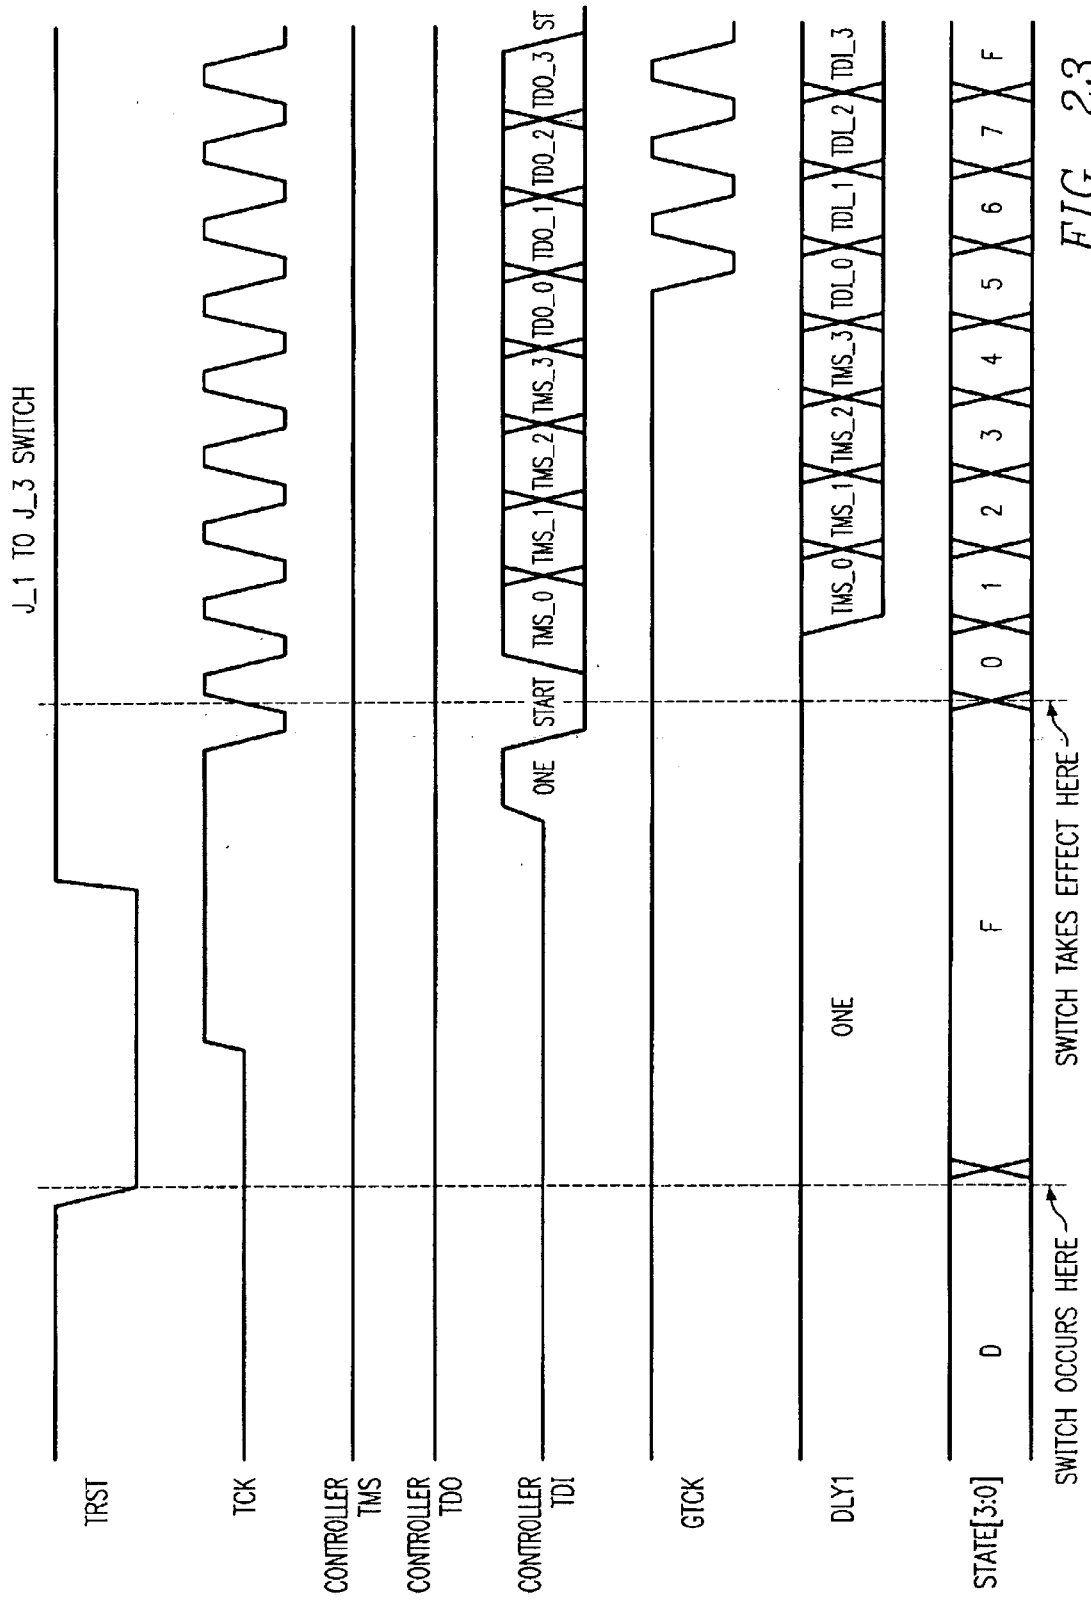 J_1 TO J_3 SWITCH
TRST
TCK
CONTROLLER
TMS
CONTROLLER
TDO
CONTROLLER
TDI
ONE START TMS_0 TMS_1 TMS_2 TMS_3 TDO_0 TDO_1 TDO_2 TDO_3 ST
GTCK
DLY1
ONE TMS_0 TMS_1 TMS_2 TMS_3 TDI_0 TDI_1 TDI_2 TDI_3
STATE[3:0]
D F 0 1 2 3 4 5 6 7 F
SWITCH OCCURS HERE
SWITCH TAKES EFFECT HERE
FIG. 23